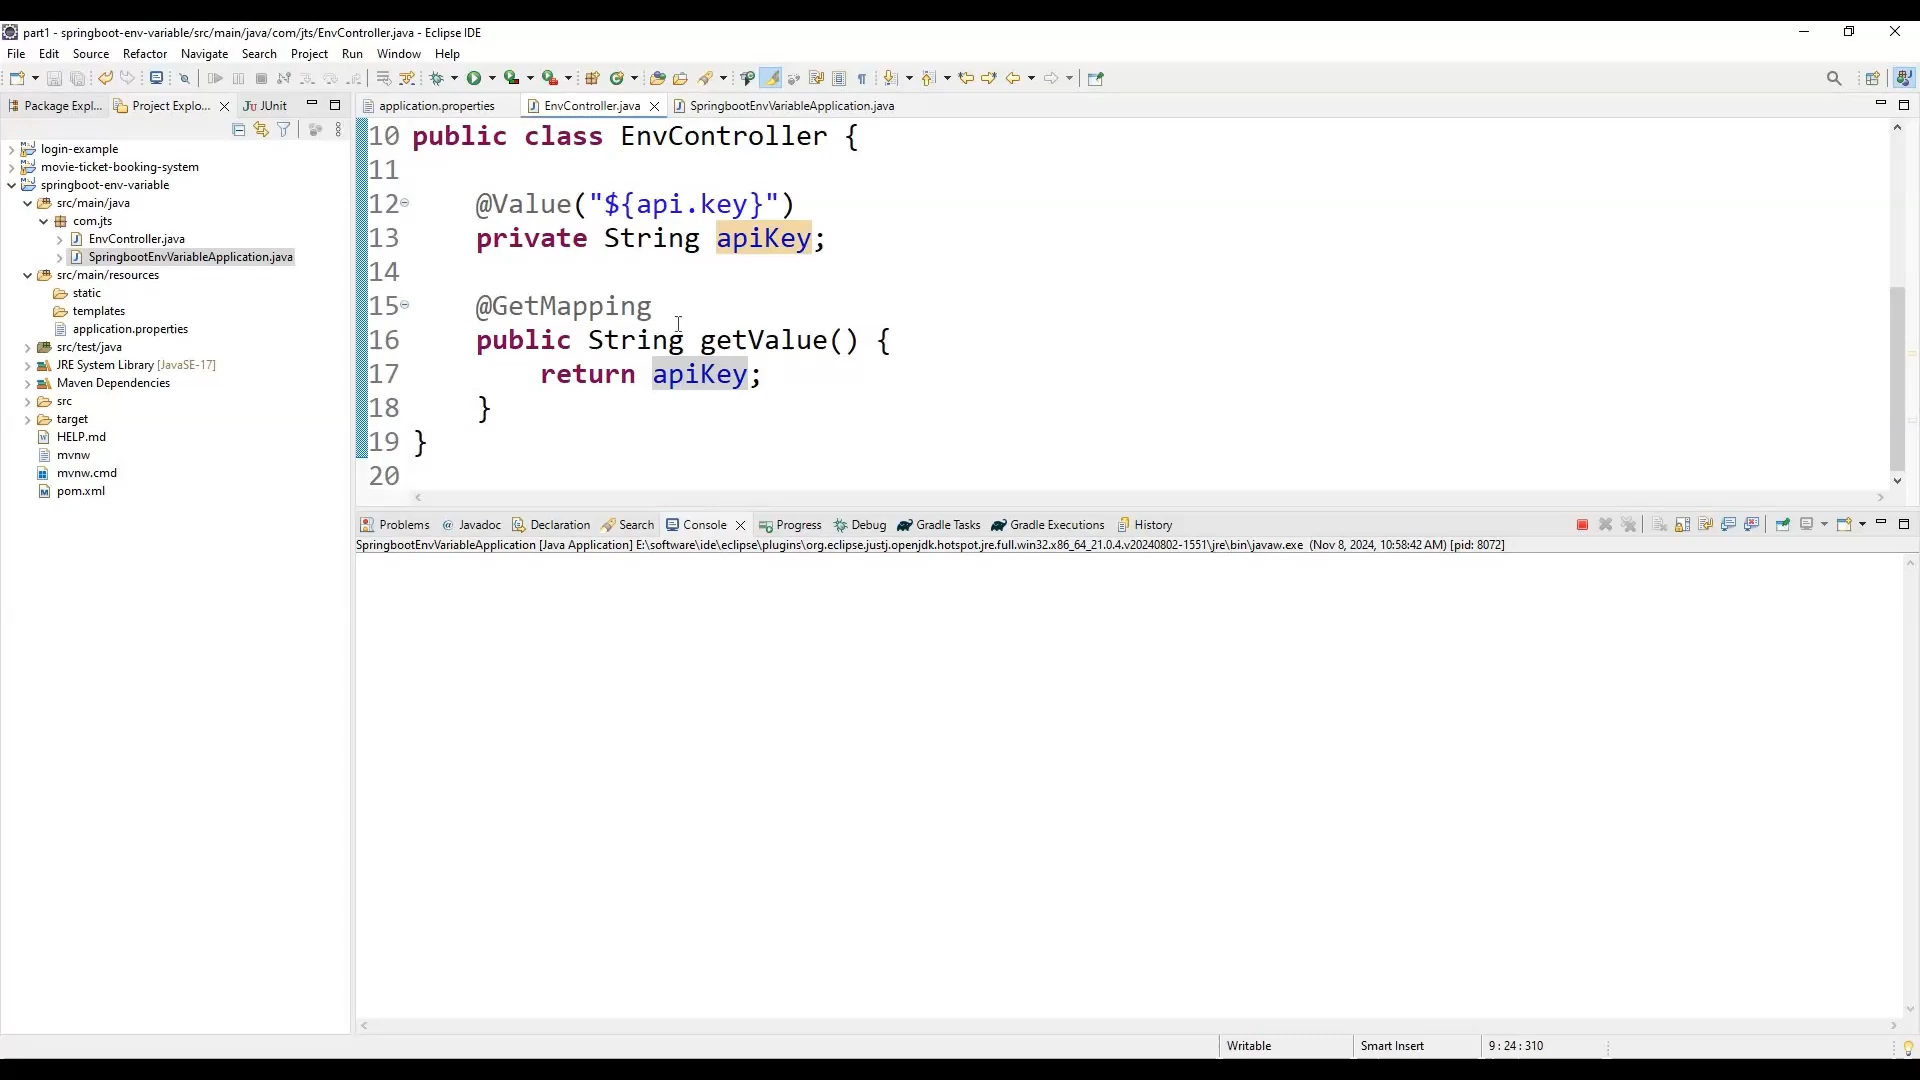 part1 - springboot-env-variable/src/main/java/com/jts/EnvController.java - Eclipse IDE
File Edit Source Refactor Navigate Search Project Run Window Help
Package Expl... Project Explo... JUnit
login-example
movie-ticket-booking-system
springboot-env-variable
src/main/java
com.jts
EnvController.java
SpringbootEnvVariableApplication.java
src/main/resources
static
templates
application.properties
src/test/java
JRE System Library [JavaSE-17]
Maven Dependencies
src
target
HELP.md
mvnw
mvnw.cmd
pom.xml
application.properties EnvController.java SpringbootEnvVariableApplication.java
10 public class EnvController {
11
12 @Value("${api.key}")
13 private String apiKey;
14
15 @GetMapping
16 public String getValue() {
17 return apiKey;
18 }
19 }
20
Problems Javadoc Declaration Search Console Progress Debug Gradle Tasks Gradle Executions History
SpringbootEnvVariableApplication [Java Application] E:\software\ide\eclipse\plugins\org.eclipse.justj.openjdk.hotspot.jre.full.win32.x86_64_21.0.4.v20240802-1551\jre\bin\javaw.exe (Nov 8, 2024, 10:58:42 AM) [pid: 8072]
Writable Smart Insert 9 : 24 : 310